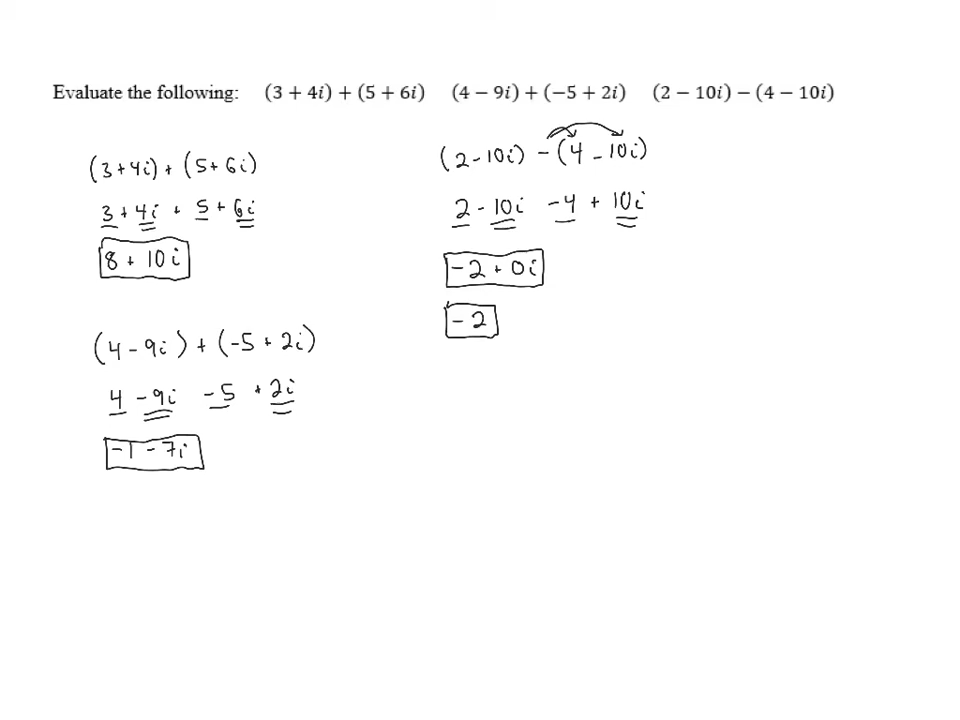 Evaluate the following: (3 + 4i) + (5 + 6i) (4 − 9i) + (−5 + 2i) (2 − 10i) − (4 − 10i)
(3+4i) + (5+6i)
3 + 4i + 5 + 6i
8 + 10i
(4 - 9i) + (-5 + 2i)
4 - 9i -5 + 2i
-1 - 7i
(2-10i) - (4 - 10i)
2 - 10i -4 + 10i
-2 + 0i
-2